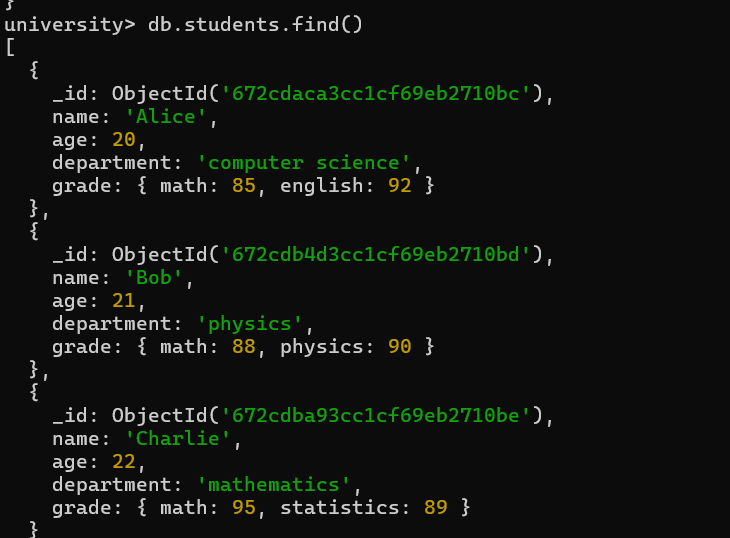 }
university> db.students.find()
[
  {
    _id: ObjectId('672cdaca3cc1cf69eb2710bc'),
    name: 'Alice',
    age: 20,
    department: 'computer science',
    grade: { math: 85, english: 92 }
  },
  {
    _id: ObjectId('672cdb4d3cc1cf69eb2710bd'),
    name: 'Bob',
    age: 21,
    department: 'physics',
    grade: { math: 88, physics: 90 }
  },
  {
    _id: ObjectId('672cdba93cc1cf69eb2710be'),
    name: 'Charlie',
    age: 22,
    department: 'mathematics',
    grade: { math: 95, statistics: 89 }
  }